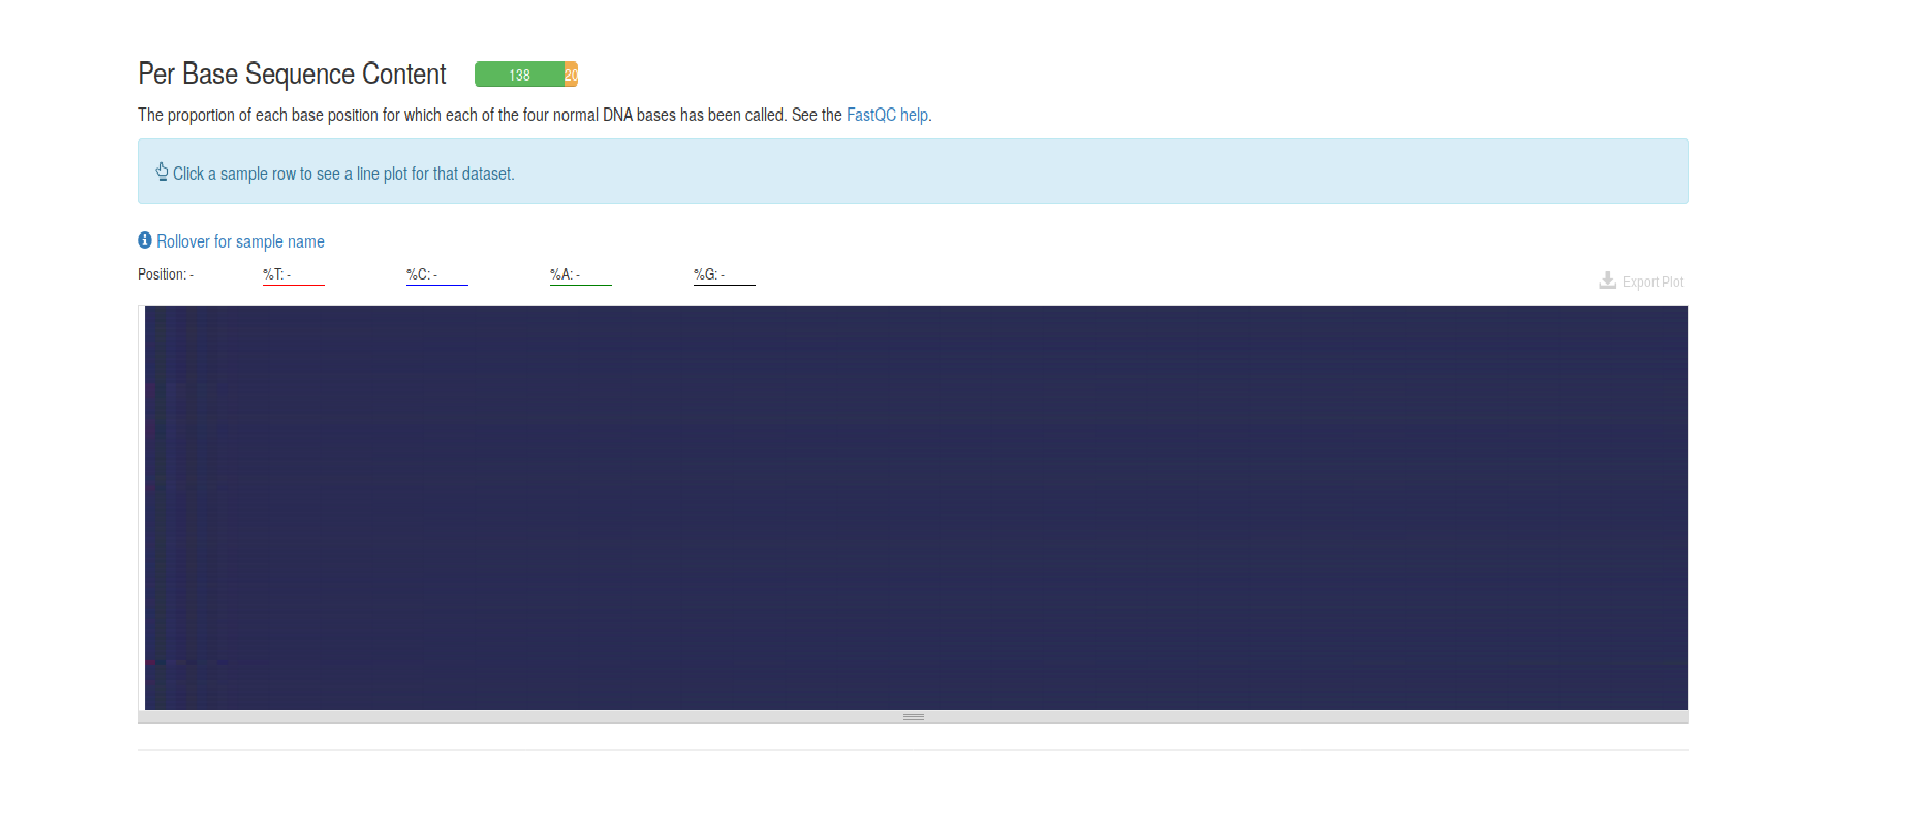 Per Base Sequence Content 138 20
The proportion of each base position for which each of the four normal DNA bases has been called. See the FastQC help.
Click a sample row to see a line plot for that dataset.
Rollover for sample name
Position: - %T: - %C: - %A: - %G: -
Export Plot